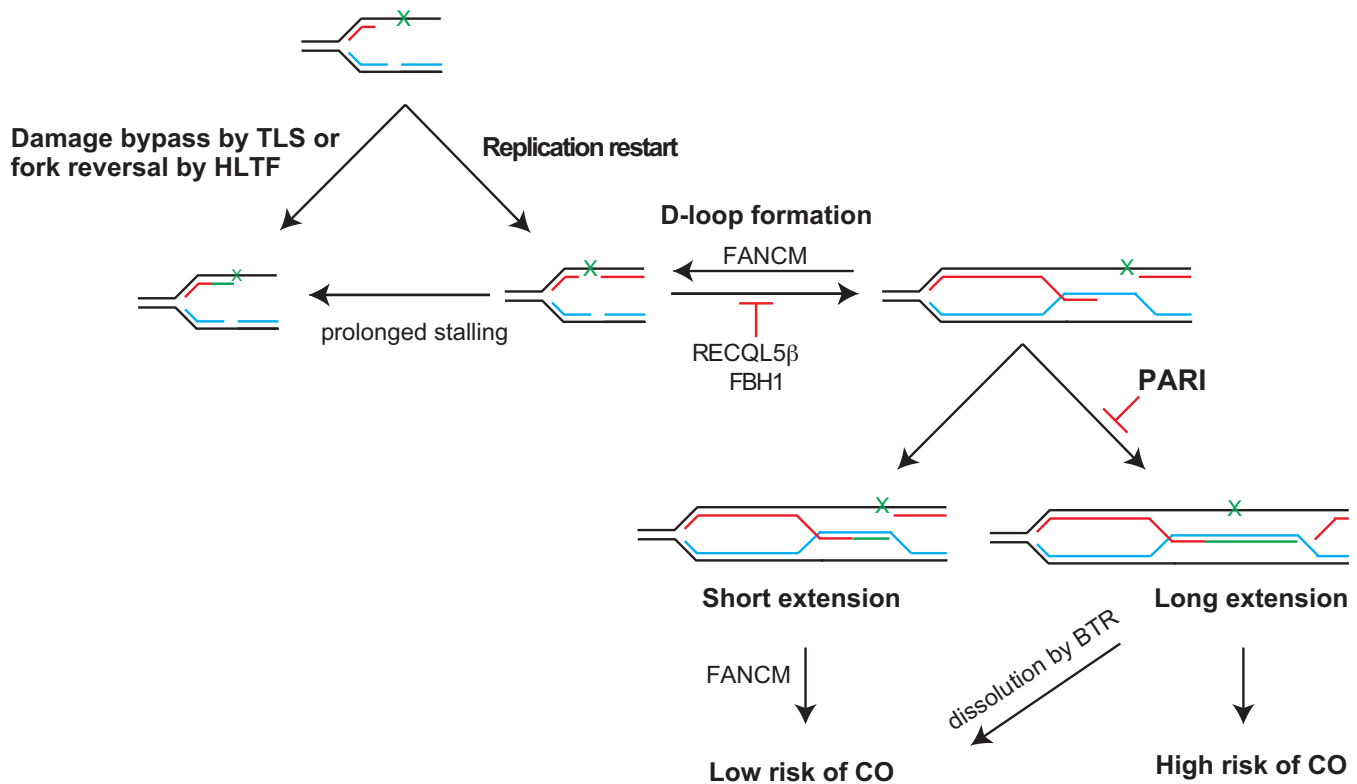 X
Damage bypass by TLS or
fork reversal by HLTF
Replication restart
D-loop formation
FANCM
X
X
X
prolonged stalling
RECQL5β
FBH1
PARI
X
X
Short extension
Long extension
FANCM
dissolution by BTR
Low risk of CO
High risk of CO